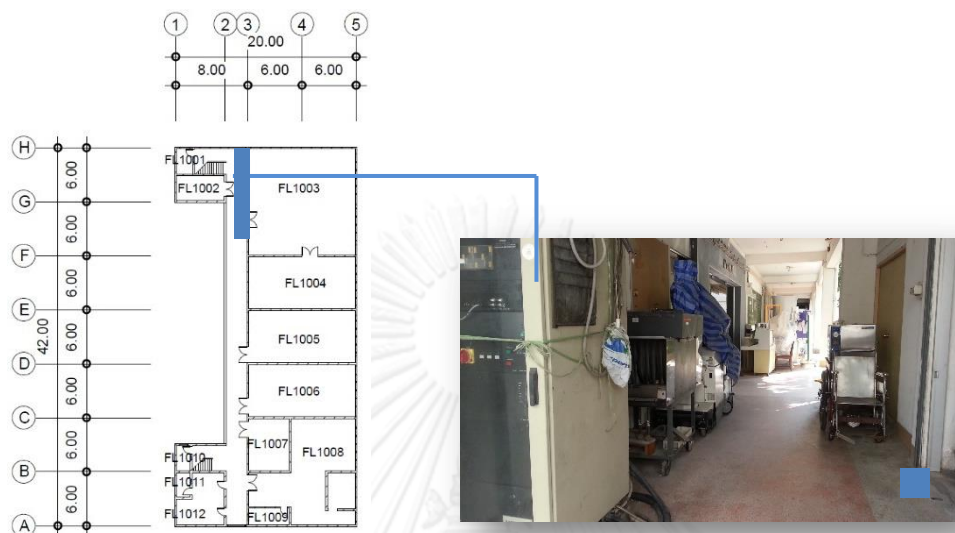 1 2 3 4 5
20.00
8.00 6.00 6.00
H
G
F
E
D
C
B
A
42.00
6.00
6.00
6.00
6.00
6.00
6.00
6.00
FL1001
FL1002
FL1003
FL1004
FL1005
FL1006
FL1007
FL1008
FL1010
FL1011
FL1012
FL1009